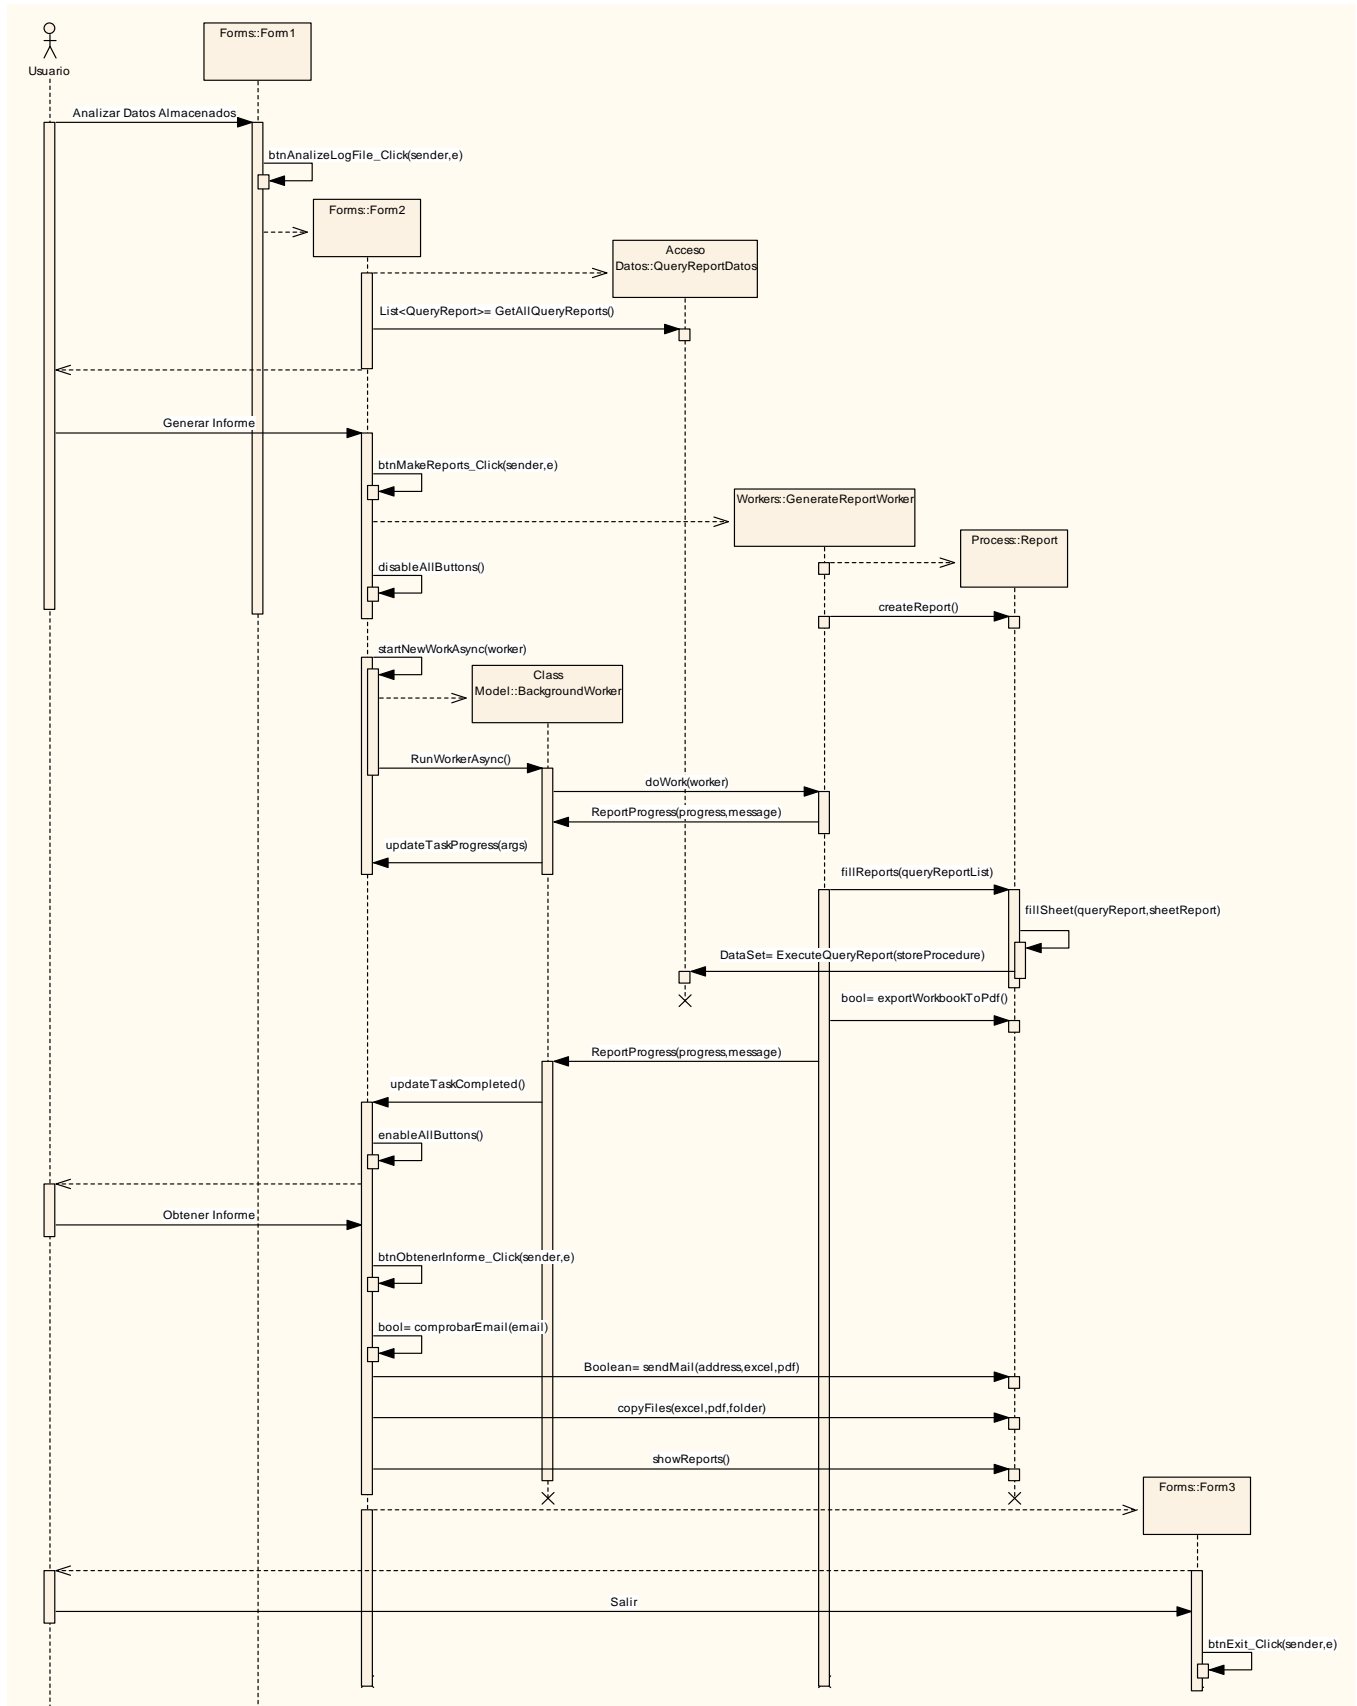 Forms::Form1
Usuario
Analizar Datos Almacenados
btnAnalizeLogFile_Click(sender,e)
Forms::Form2
Acceso
Datos::QueryReportDatos
List<QueryReport>= GetAllQueryReports()
Generar Informe
btnMakeReports_Click(sender,e)
Workers::GenerateReportWorker
Process::Report
disableAllButtons()
createReport()
startNewWorkAsync(worker)
Class
Model::BackgroundWorker
RunWorkerAsync()
doWork(worker)
ReportProgress(progress,message)
updateTaskProgress(args)
fillReports(queryReportList)
fillSheet(queryReport,sheetReport)
DataSet= ExecuteQueryReport(storeProcedure)
bool= exportWorkbookToPdf()
ReportProgress(progress,message)
updateTaskCompleted()
enableAllButtons()
Obtener Informe
btnObtenerInforme_Click(sender,e)
bool= comprobarEmail(email)
Boolean= sendMail(address,excel,pdf)
copyFiles(excel,pdf,folder)
showReports()
Forms::Form3
Salir
btnExit_Click(sender,e)